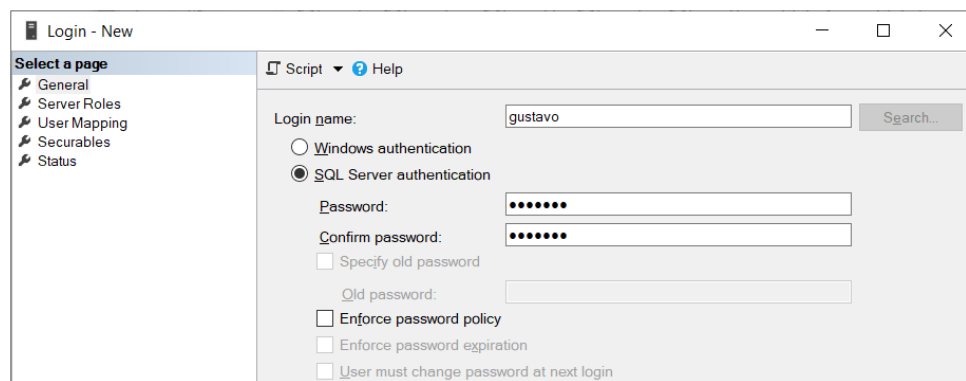 Login - New
Select a page
General
Server Roles
User Mapping
Securables
Status
Script
Help
Login name:
gustavo
Search...
Windows authentication
SQL Server authentication
Password:
●●●●●●●
Confirm password:
●●●●●●●
Specify old password
Old password:
Enforce password policy
Enforce password expiration
User must change password at next login